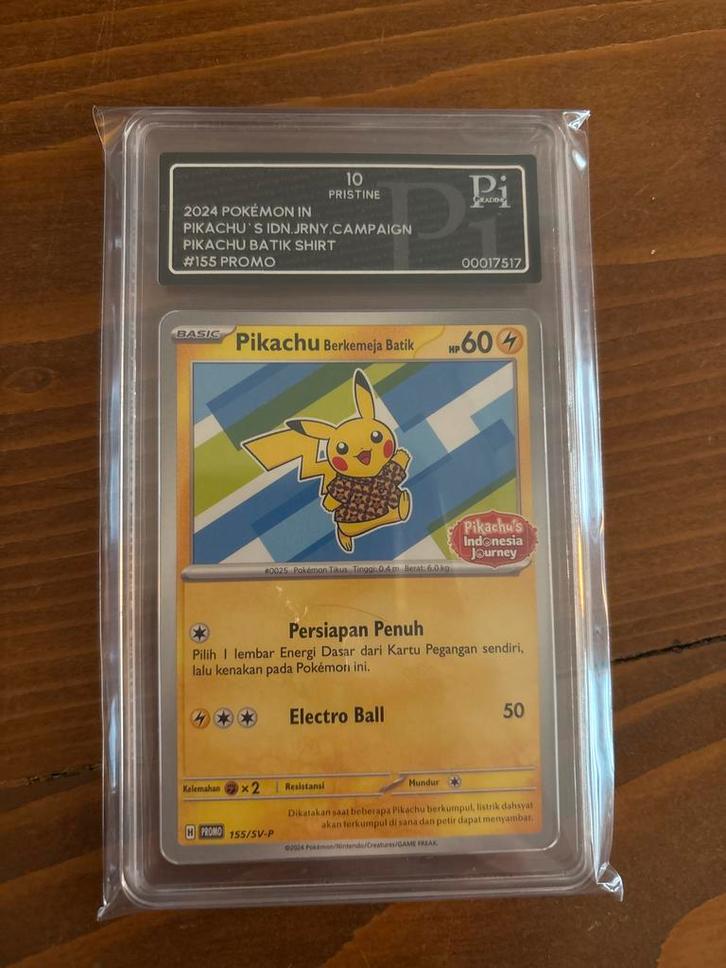 10
PRISTINE
Pi
GRADING
2024 POKÉMON IN
PIKACHU`S IDN.JRNY.CAMPAIGN
PIKACHU BATIK SHIRT
#155 PROMO
00017517
BASIC Pikachu Berkemeja Batik HP 60
Pikachu's
Indonesia
Journey
#0025 Pokémon Tikus Tinggi: 0.4 m Berat: 6.0 kg
Persiapan Penuh
Pilih 1 lembar Energi Dasar dari Kartu Pegangan sendiri,
lalu kenakan pada Pokémon ini.
Electro Ball 50
Kelemahan ×2 Resistansi Mundur
Dikatakan saat beberapa Pikachu berkumpul, listrik dahsyat
akan terkumpul di sana dan petir dapat menyambar.
H PROMO 155/SV-P
©2024 Pokémon/Nintendo/Creatures/GAME FREAK.